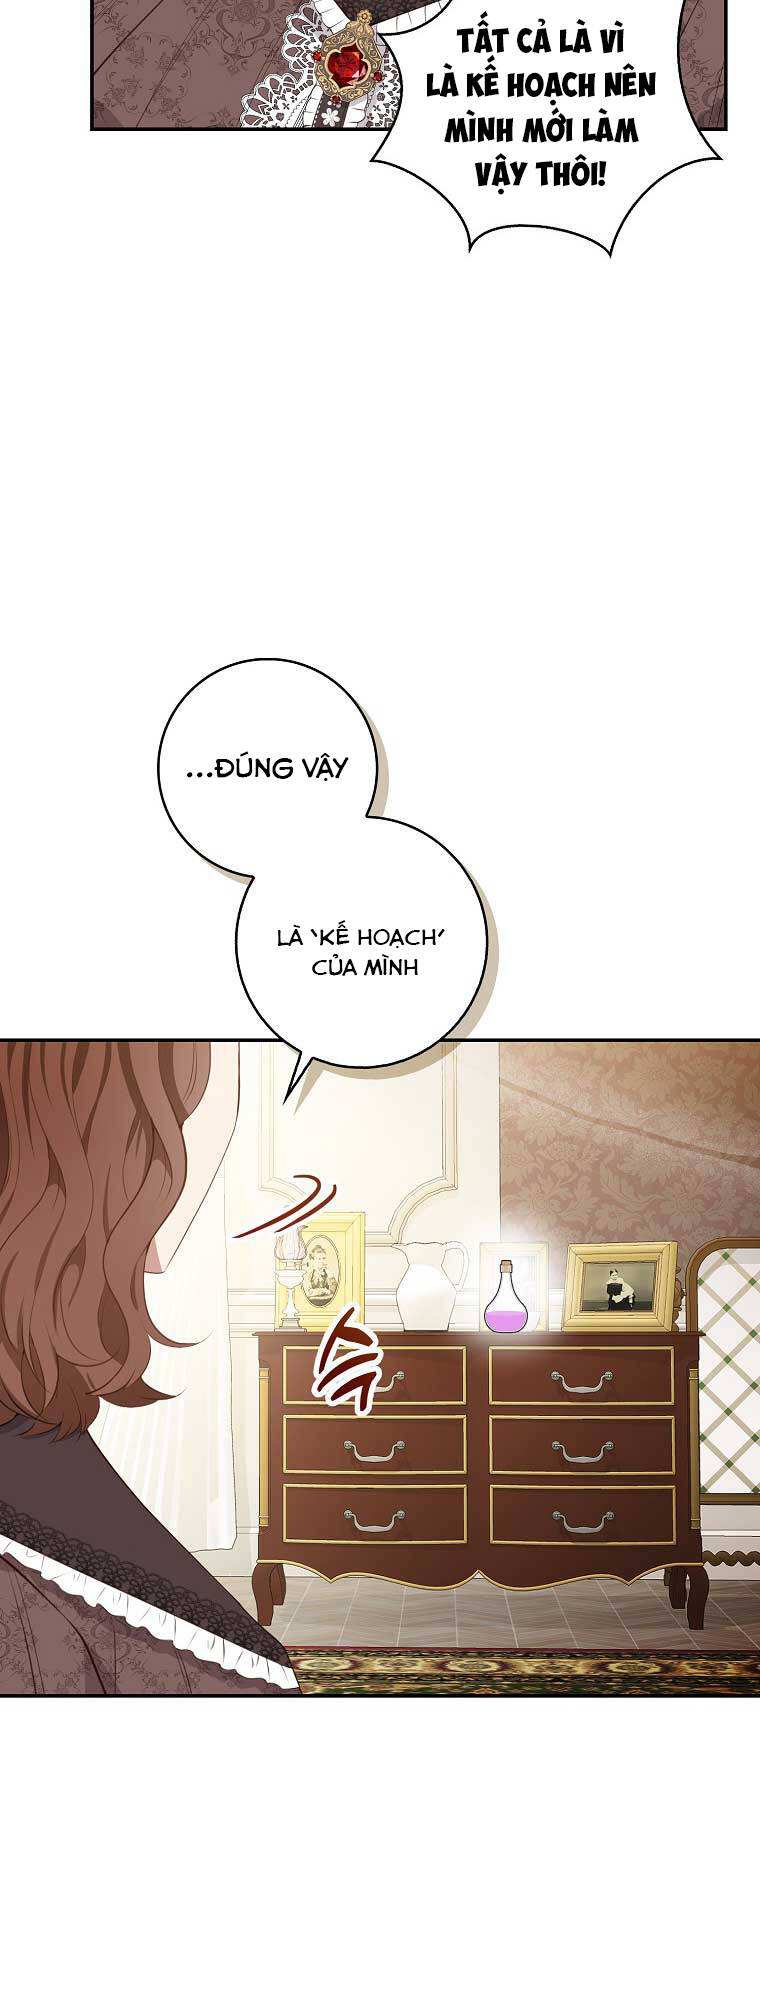 TẤT CẢ LÀ VÌ
LÀ KẾ HOẠCH NÊN
MÌNH MỚI LÀM
VẬY THÔI!
...ĐÚNG VẬY
LÀ 'KẾ HOẠCH'
CỦA MÌNH
슥